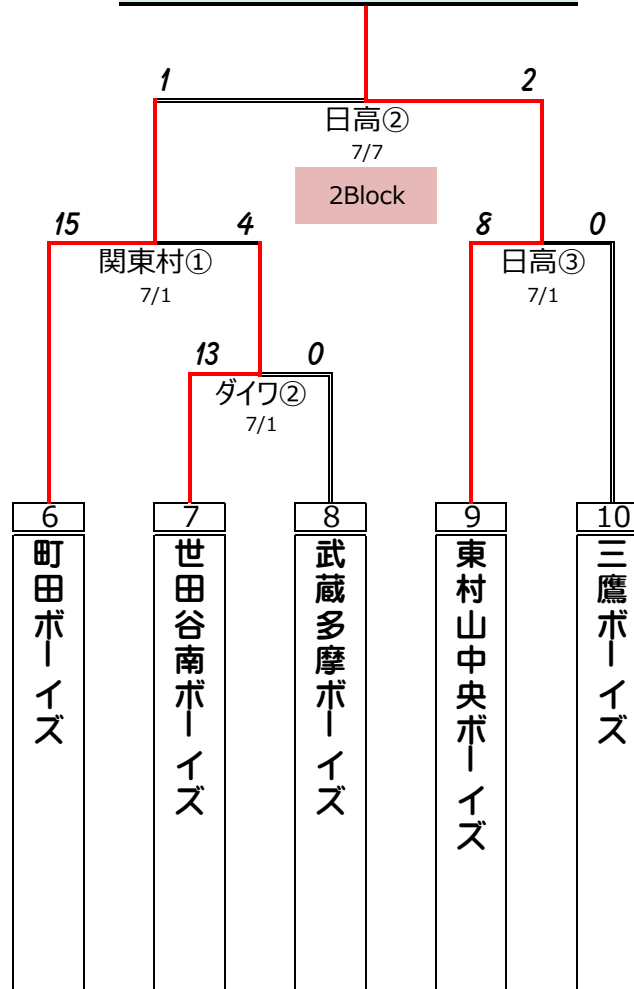 1 2
日高②
7/7
2Block
15 4 8 0
関東村① 日高③
7/1 7/1
13 0
ダイワ②
7/1
6 7 8 9 10
町田ボーイズ
世田谷南ボーイズ
武蔵多摩ボーイズ
東村山中央ボーイズ
三鷹ボーイズ